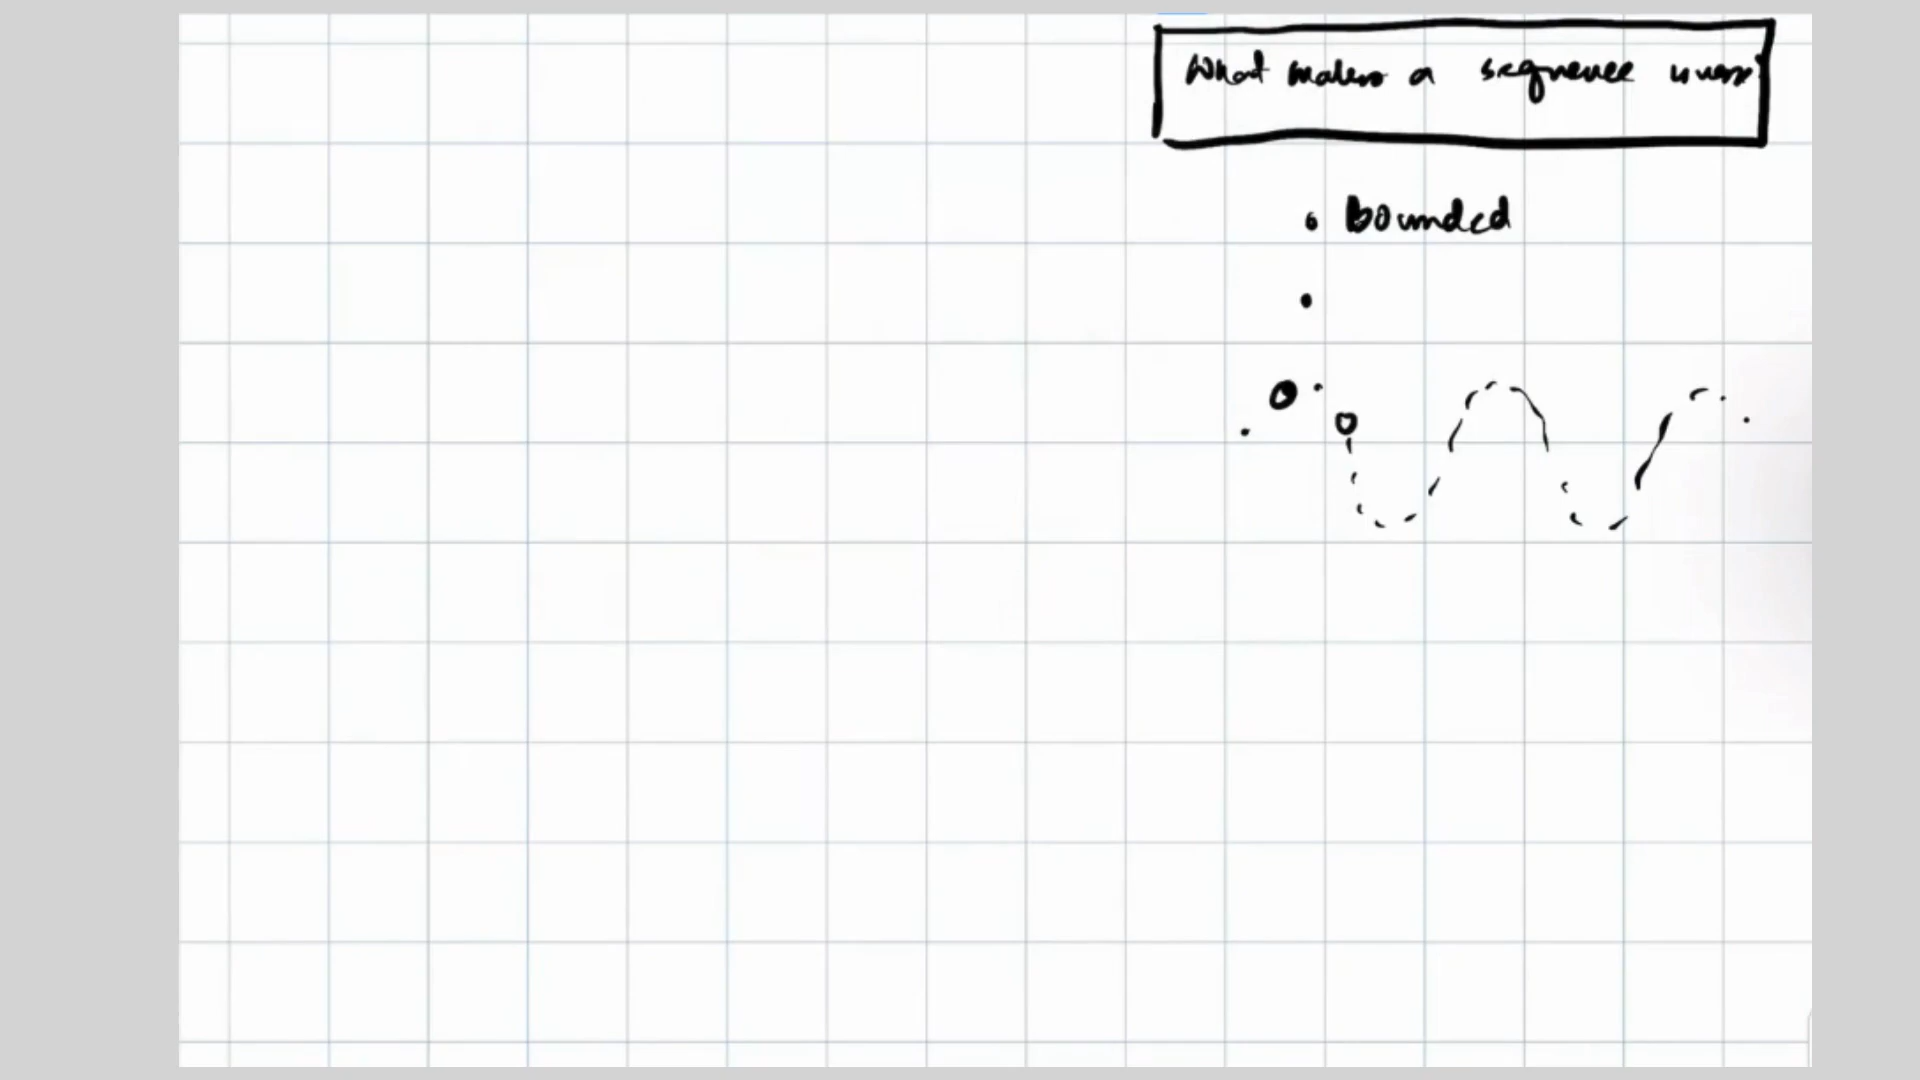 What makes a sequence
• bounded
•